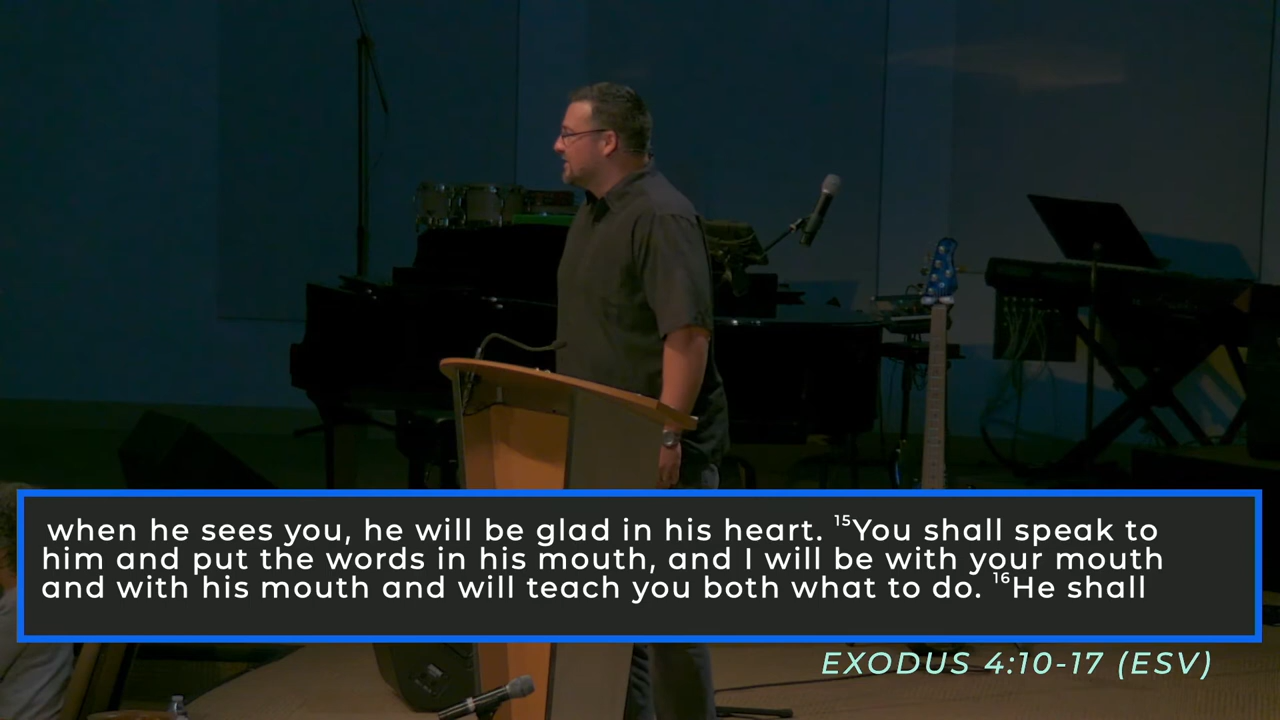 when he sees you, he will be glad in his heart. ¹⁵You shall speak to
him and put the words in his mouth, and I will be with your mouth
and with his mouth and will teach you both what to do. ¹⁶He shall
EXODUS 4:10-17 (ESV)